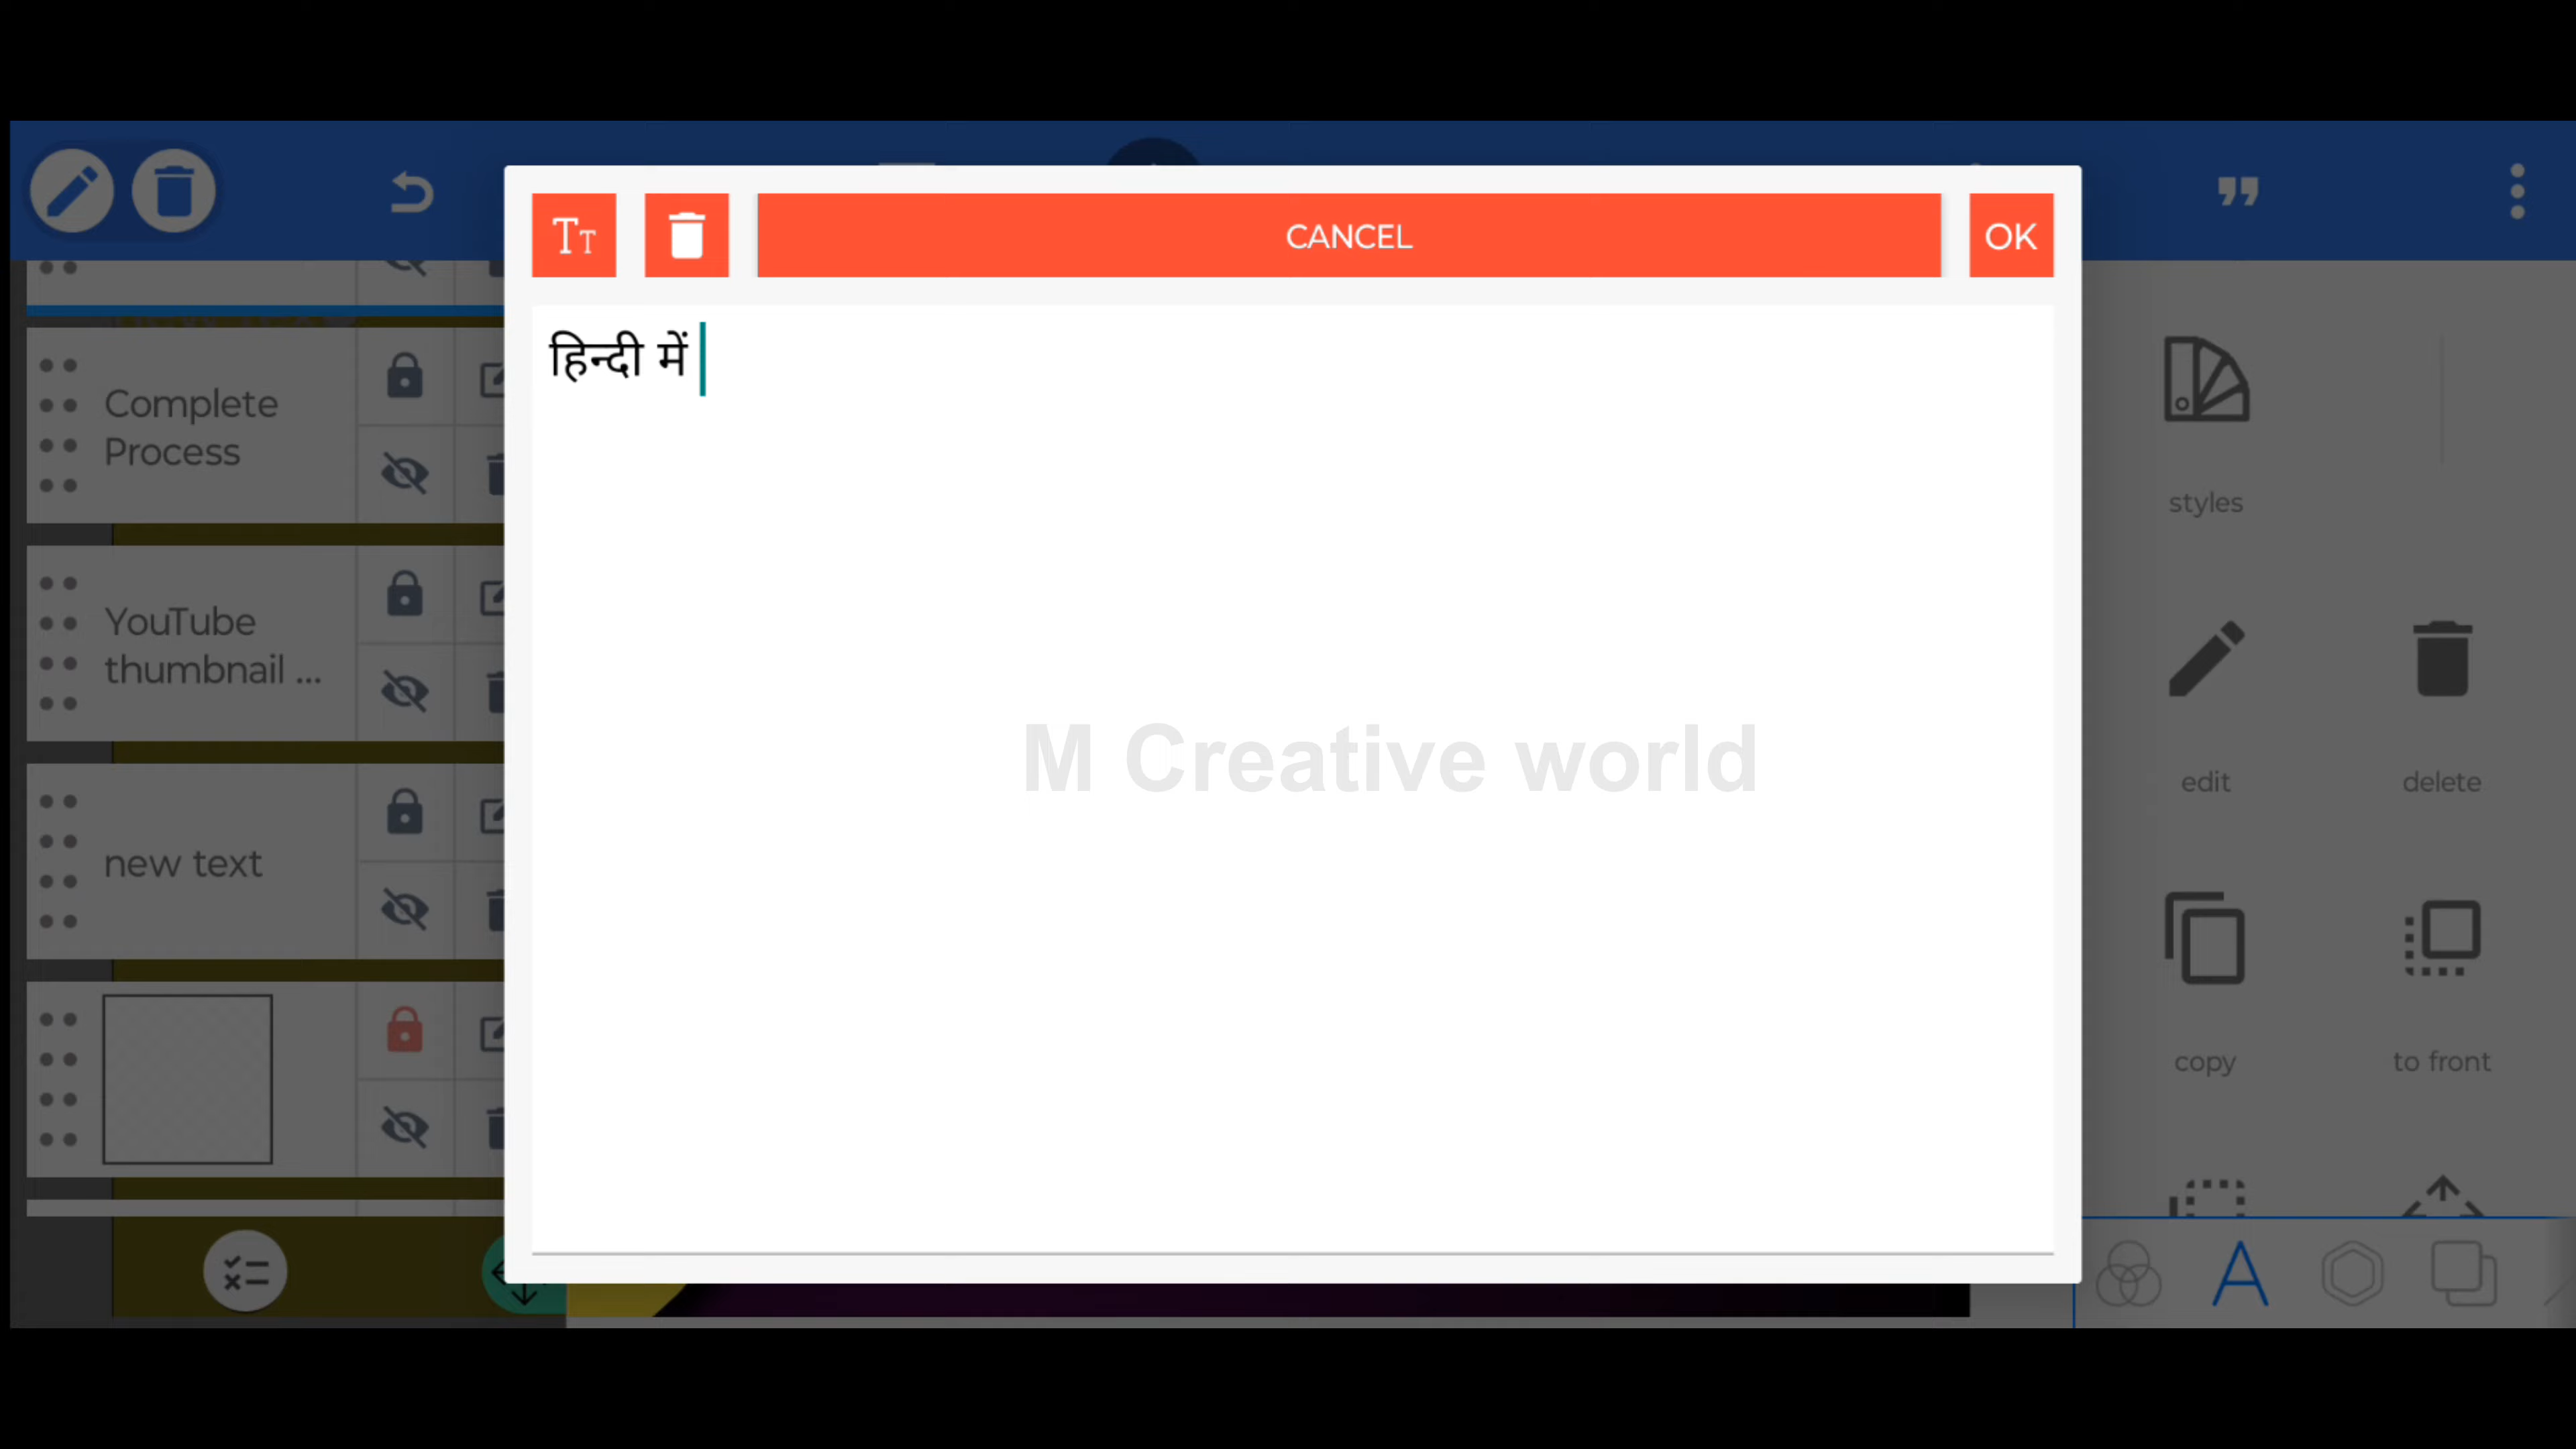 CANCEL
OK
हिन्दी में
Complete
Process
YouTube
thumbnail ...
new text
M Creative world
styles
edit
delete
copy
to front